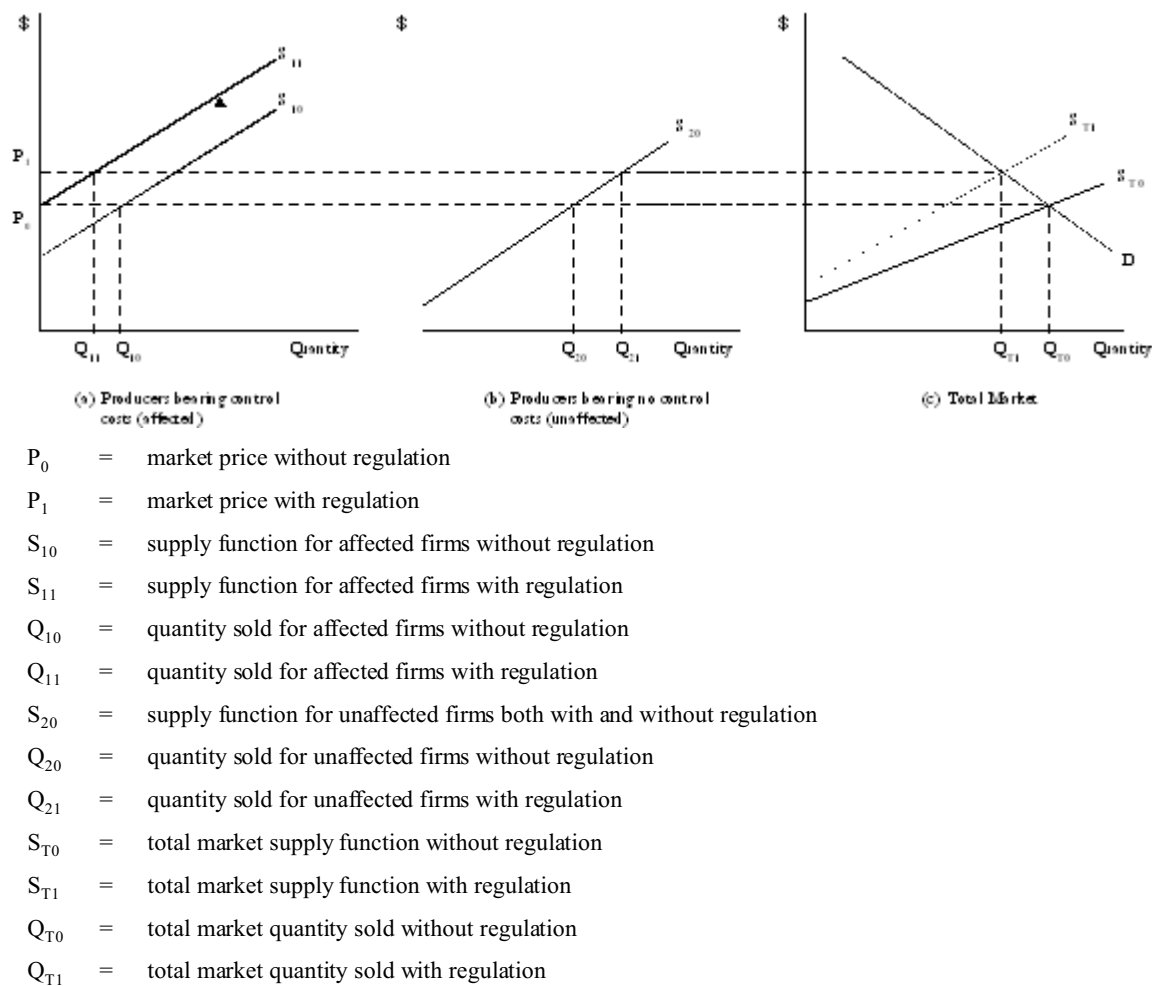 $ $ $
S11
S10
S20
ST1
ST0
P1
P0
D
Q11 Q10 Quantity Q20 Q21 Quantity QT1 QT0 Quantity
(a) Producers bearing control
costs (affected)
(b) Producers bearing no control
costs (unaffected)
(c) Total Market
P0 = market price without regulation
P1 = market price with regulation
S10 = supply function for affected firms without regulation
S11 = supply function for affected firms with regulation
Q10 = quantity sold for affected firms without regulation
Q11 = quantity sold for affected firms with regulation
S20 = supply function for unaffected firms both with and without regulation
Q20 = quantity sold for unaffected firms without regulation
Q21 = quantity sold for unaffected firms with regulation
ST0 = total market supply function without regulation
ST1 = total market supply function with regulation
QT0 = total market quantity sold without regulation
QT1 = total market quantity sold with regulation